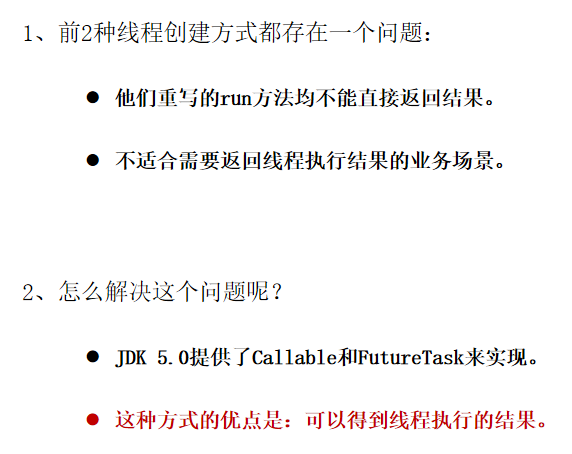 1、前2种线程创建方式都存在一个问题：
● 他们重写的run方法均不能直接返回结果。
● 不适合需要返回线程执行结果的业务场景。
2、怎么解决这个问题呢？
● JDK 5.0提供了Callable和FutureTask来实现。
● 这种方式的优点是：可以得到线程执行的结果。